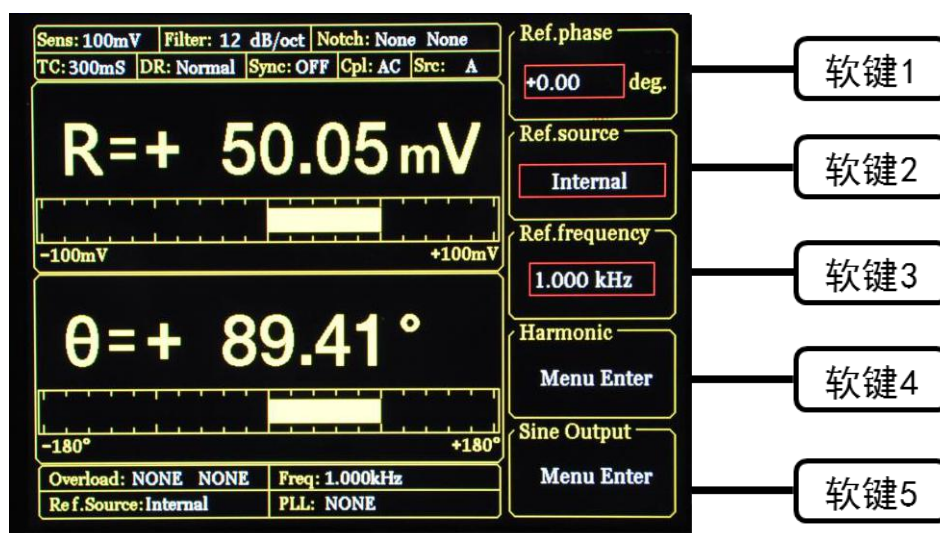 Sens: 100mV Filter: 12 dB/oct Notch: None None
TC: 300mS DR: Normal Sync: OFF Cpl: AC Src: A
R=+ 50.05 mV
-100mV +100mV
θ=+ 89.41 °
-180° +180°
Overload: NONE NONE Freq: 1.000kHz
Ref.Source: Internal PLL: NONE
Ref.phase
+0.00 deg.
Ref.source
Internal
Ref.frequency
1.000 kHz
Harmonic
Menu Enter
Sine Output
Menu Enter
软键1
软键2
软键3
软键4
软键5